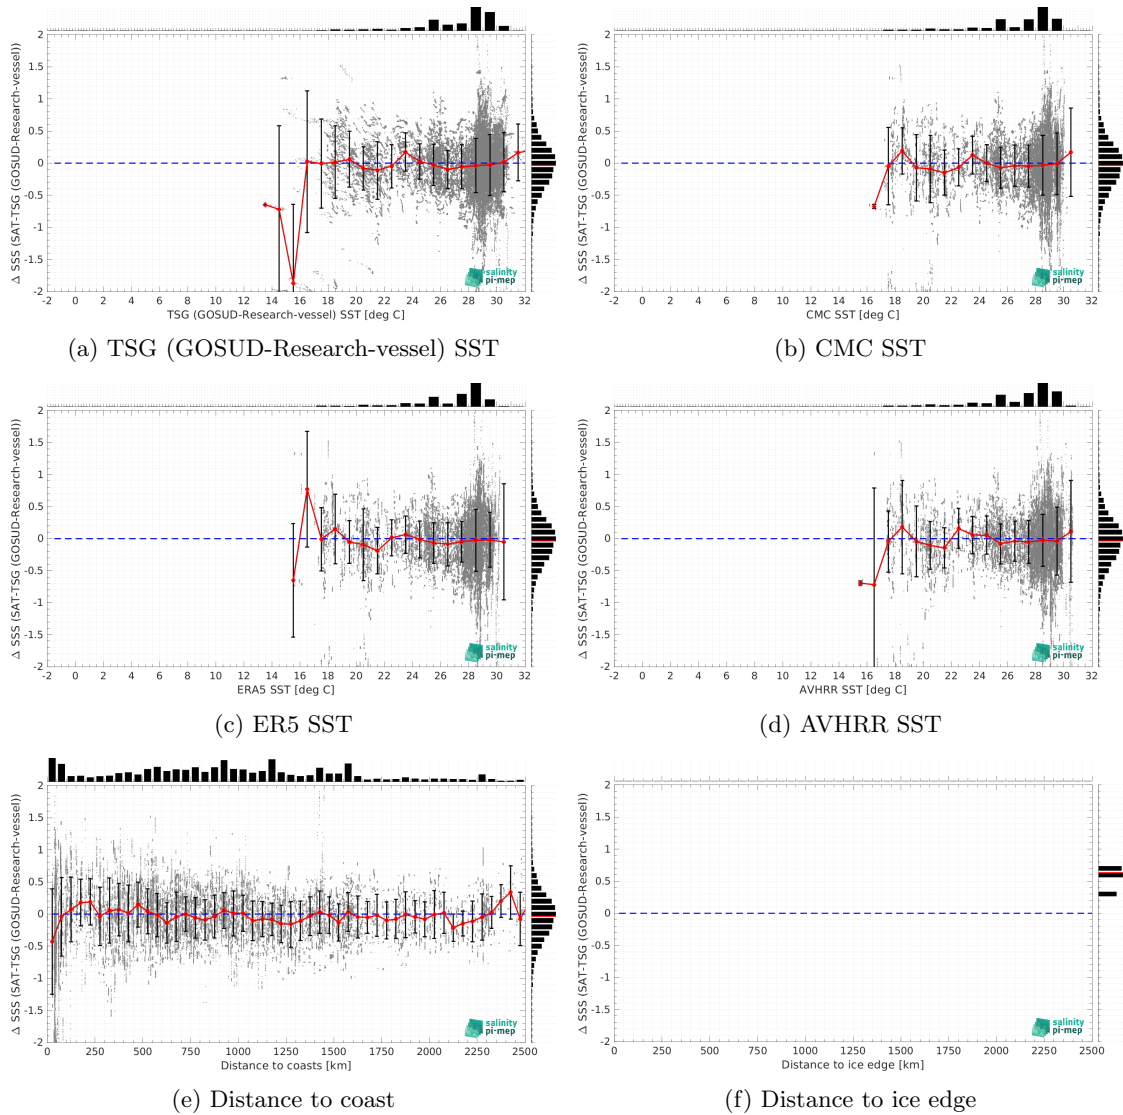 2
1.5
1
0.5
0
-0.5
-1
-1.5
-2
Δ SSS (SAT-TSG (GOSUD-Research-vessel))
-2 0 2 4 6 8 10 12 14 16 18 20 22 24 26 28 30 32
TSG (GOSUD-Research-vessel) SST [deg C]
salinity
pi-mep
(a) TSG (GOSUD-Research-vessel) SST
2
1.5
1
0.5
0
-0.5
-1
-1.5
-2
Δ SSS (SAT-TSG (GOSUD-Research-vessel))
-2 0 2 4 6 8 10 12 14 16 18 20 22 24 26 28 30 32
CMC SST [deg C]
salinity
pi-mep
(b) CMC SST
2
1.5
1
0.5
0
-0.5
-1
-1.5
-2
Δ SSS (SAT-TSG (GOSUD-Research-vessel))
-2 0 2 4 6 8 10 12 14 16 18 20 22 24 26 28 30 32
ERA5 SST [deg C]
salinity
pi-mep
(c) ER5 SST
2
1.5
1
0.5
0
-0.5
-1
-1.5
-2
Δ SSS (SAT-TSG (GOSUD-Research-vessel))
-2 0 2 4 6 8 10 12 14 16 18 20 22 24 26 28 30 32
AVHRR SST [deg C]
salinity
pi-mep
(d) AVHRR SST
2
1.5
1
0.5
0
-0.5
-1
-1.5
-2
Δ SSS (SAT-TSG (GOSUD-Research-vessel))
0 250 500 750 1000 1250 1500 1750 2000 2250 2500
Distance to coasts [km]
salinity
pi-mep
(e) Distance to coast
2
1.5
1
0.5
0
-0.5
-1
-1.5
-2
Δ SSS (SAT-TSG (GOSUD-Research-vessel))
0 250 500 750 1000 1250 1500 1750 2000 2250 2500
Distance to ice edge [km]
salinity
pi-mep
(f) Distance to ice edge